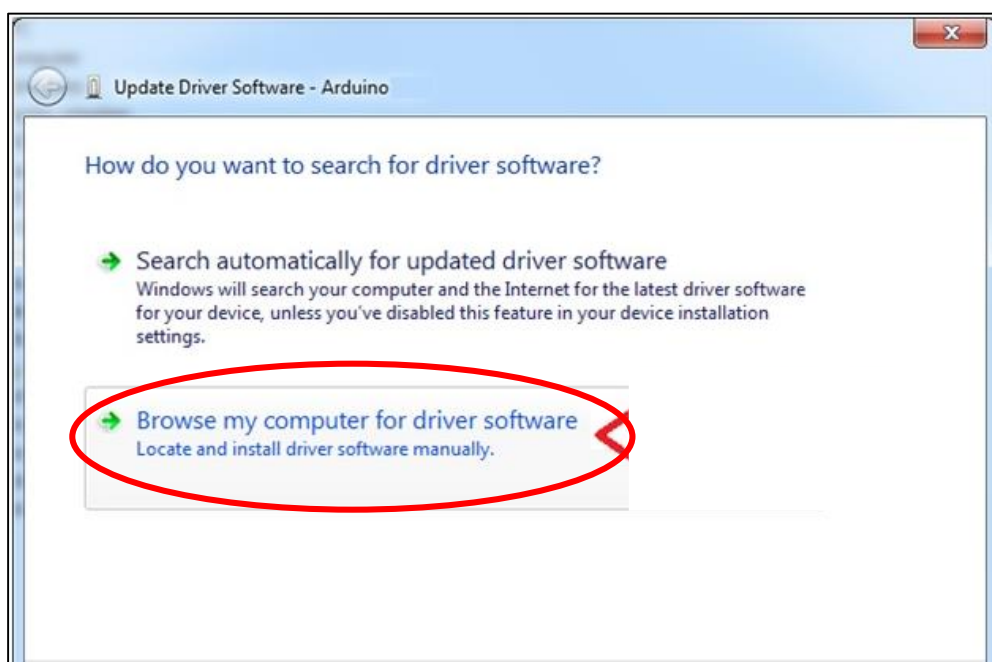 Update Driver Software - Arduino
How do you want to search for driver software?
Search automatically for updated driver software
Windows will search your computer and the Internet for the latest driver software
for your device, unless you've disabled this feature in your device installation
settings.
Browse my computer for driver software
Locate and install driver software manually.